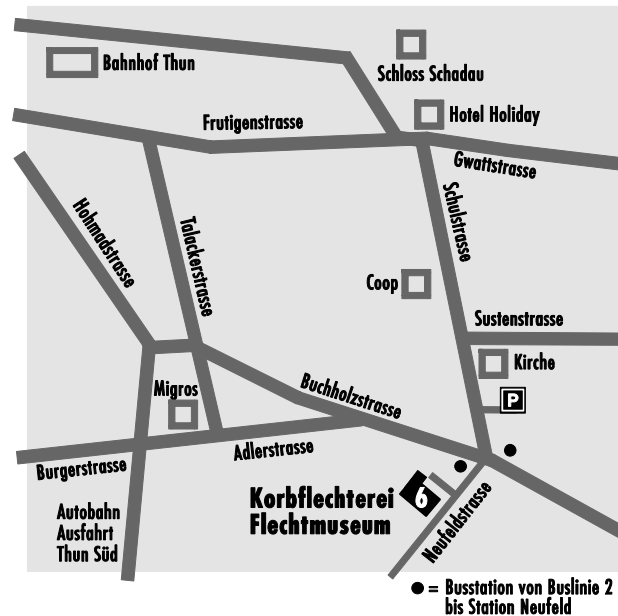 Bahnhof Thun
Schloss Schadau
Hotel Holiday
Frutigenstrasse
Gwattstrasse
Schulstrasse
Hohmadstrasse
Talackerstrasse
Coop
Sustenstrasse
Kirche
P
Migros
Buchholzstrasse
Adlerstrasse
Burgerstrasse
Autobahn
Ausfahrt
Thun Süd
Korbflechterei
Flechtmuseum
6
Neufeldstrasse
= Busstation von Buslinie 2
bis Station Neufeld